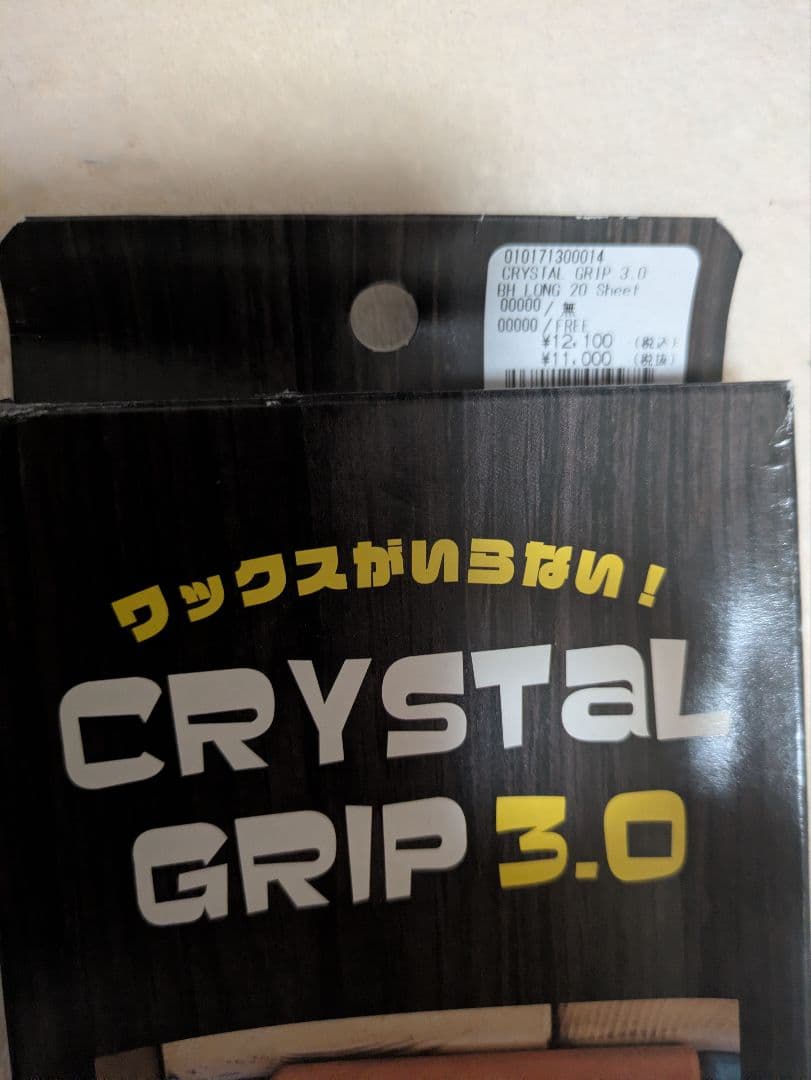 010171300014
CRYSTAL GRIP 3.0
BH LONG 20 Sheet
00000/ 無
00000/FREE
¥12,100 (税込)
¥11,000 (税抜)
ワックスがいらない!
CRYSTaL
GRIP 3.0